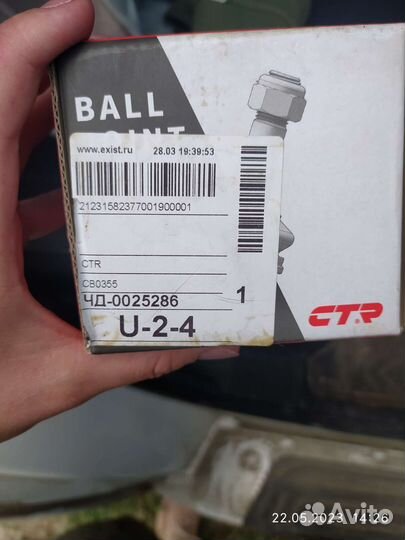 BALL
JOINT
www.exist.ru 28.03 19:39:53
21231582377001900001
CTR
CB0355
ЧД-0025286
1
U-2-4
CTR
22.05.2023 14:26
Avito